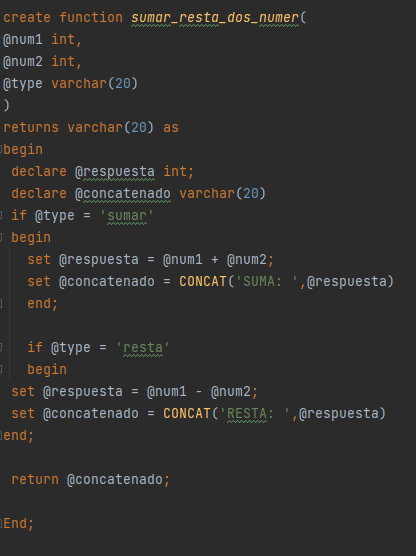 create function sumar_resta_dos_numer(
@num1 int,
@num2 int,
@type varchar(20)
)
returns varchar(20) as
begin
declare @respuesta int;
declare @concatenado varchar(20)
if @type = 'sumar'
begin
set @respuesta = @num1 + @num2;
set @concatenado = CONCAT('SUMA: ',@respuesta)
end;
if @type = 'resta'
begin
set @respuesta = @num1 - @num2;
set @concatenado = CONCAT('RESTA: ',@respuesta)
end;
return @concatenado;
End;